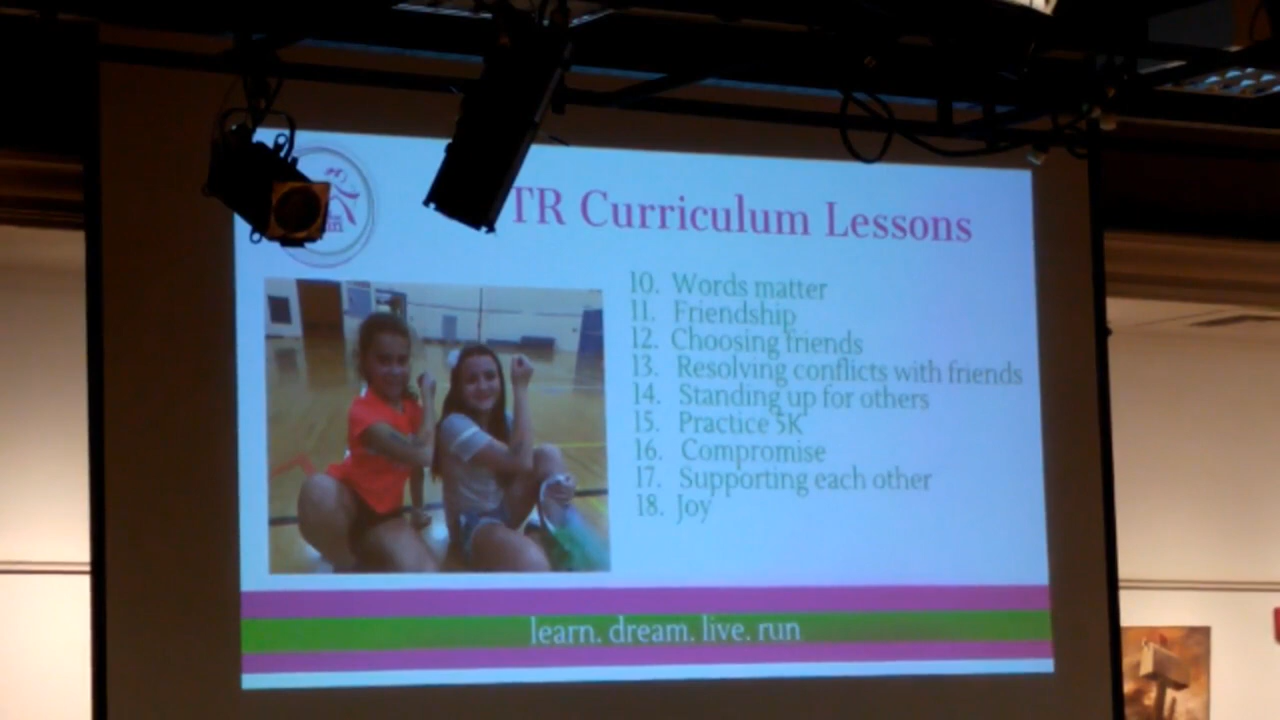 TR Curriculum Lessons
10. Words matter
11. Friendship
12. Choosing friends
13. Resolving conflicts with friends
14. Standing up for others
15. Practice 5K
16. Compromise
17. Supporting each other
18. Joy
learn. dream. live. run